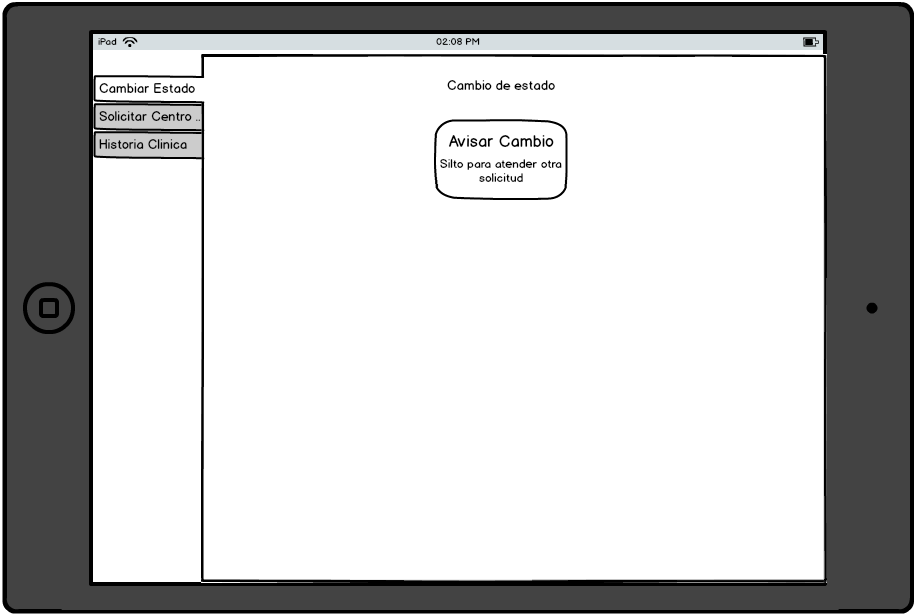 iPad
02:08 PM
Cambiar Estado
Solicitar Centro ..
Historia Clinica
Cambio de estado
Avisar Cambio
Silto para atender otra
solicitud